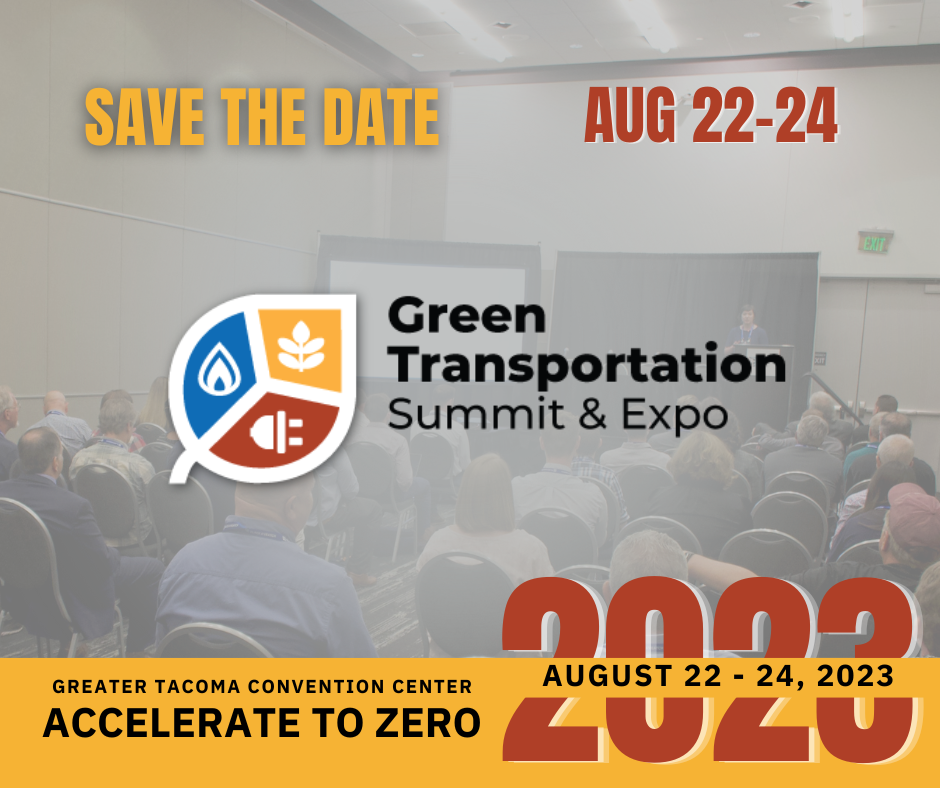 SAVE THE DATE
AUG 22-24
EXIT
Green
Transportation
Summit & Expo
2023
AUGUST 22 - 24, 2023
GREATER TACOMA CONVENTION CENTER
ACCELERATE TO ZERO